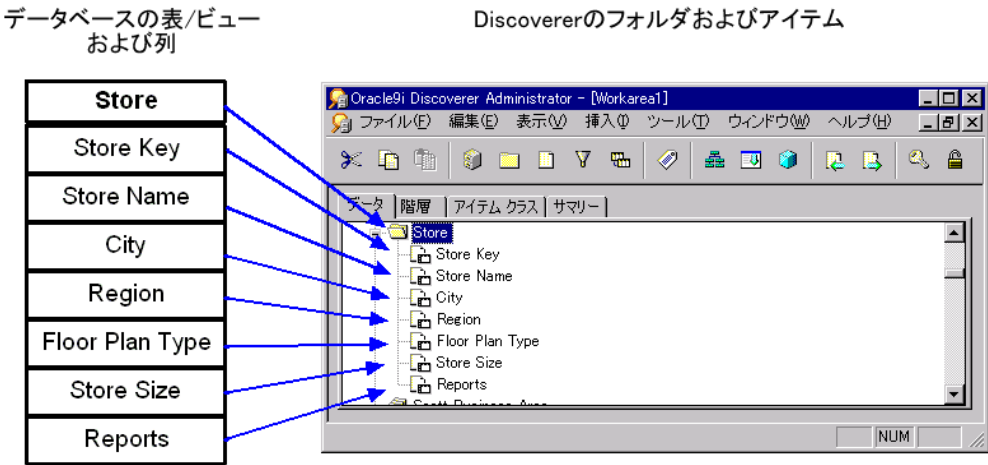 データベースの表/ビュー
および列
Discovererのフォルダおよびアイテム
Store
Store Key
Store Name
City
Region
Floor Plan Type
Store Size
Reports
Oracle9i Discoverer Administrator - [Workarea1]
ファイル(F) 編集(E) 表示(V) 挿入(I) ツール(T) ウィンドウ(W) ヘルプ(H)
データ 階層 アイテム クラス サマリー
Store
Store Key
Store Name
City
Region
Floor Plan Type
Store Size
Reports
Scott Business Area
NUM